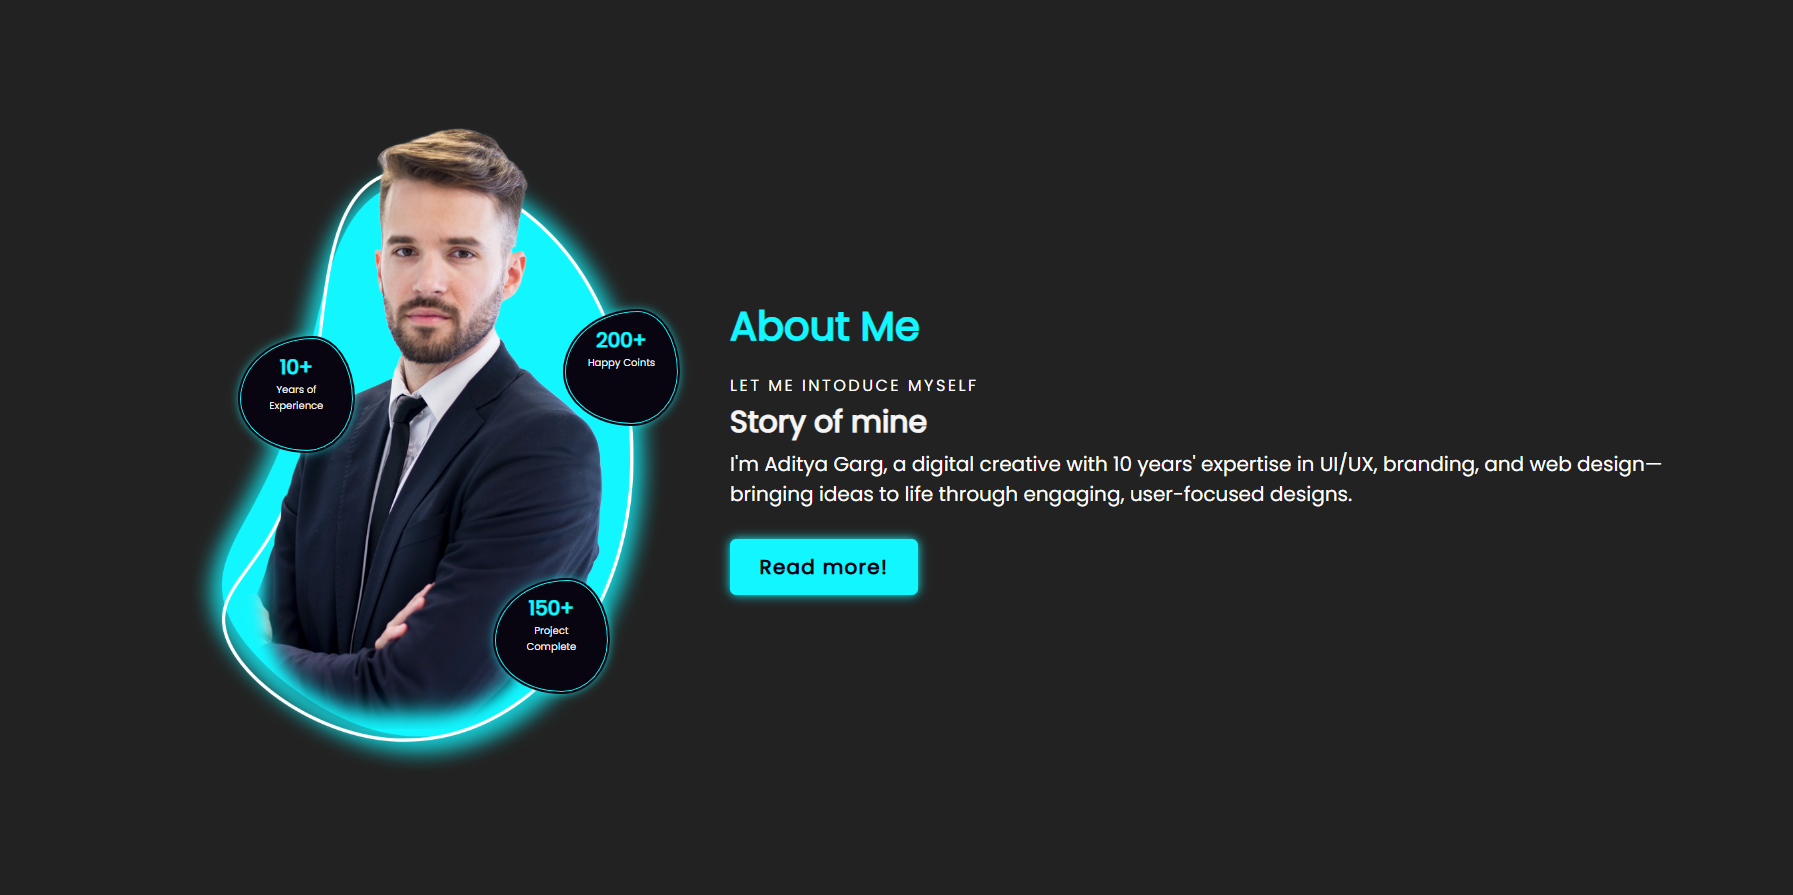 10+
Years of
Experience
200+
Happy Coints
150+
Project
Complete
About Me
LET ME INTODUCE MYSELF
Story of mine
I'm Aditya Garg, a digital creative with 10 years' expertise in UI/UX, branding, and web design—
bringing ideas to life through engaging, user-focused designs.
Read more!